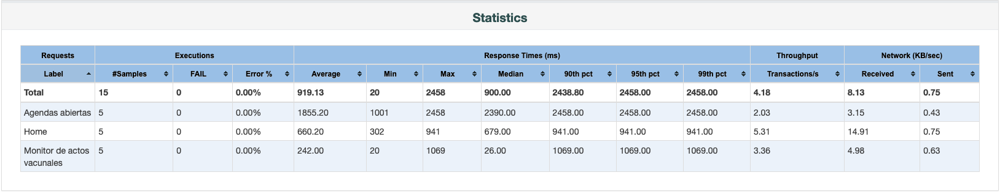 Statistics
Requests Executions Response Times (ms) Throughput Network (KB/sec)
Label #Samples FAIL Error % Average Min Max Median 90th pct 95th pct 99th pct Transactions/s Received Sent
Total 15 0 0.00% 919.13 20 2458 900.00 2438.80 2458.00 2458.00 4.18 8.13 0.75
Agendas abiertas 5 0 0.00% 1855.20 1001 2458 2390.00 2458.00 2458.00 2458.00 2.03 3.15 0.43
Home 5 0 0.00% 660.20 302 941 679.00 941.00 941.00 941.00 5.31 14.91 0.75
Monitor de actos 5 0 0.00% 242.00 20 1069 26.00 1069.00 1069.00 1069.00 3.36 4.98 0.63
vacunales